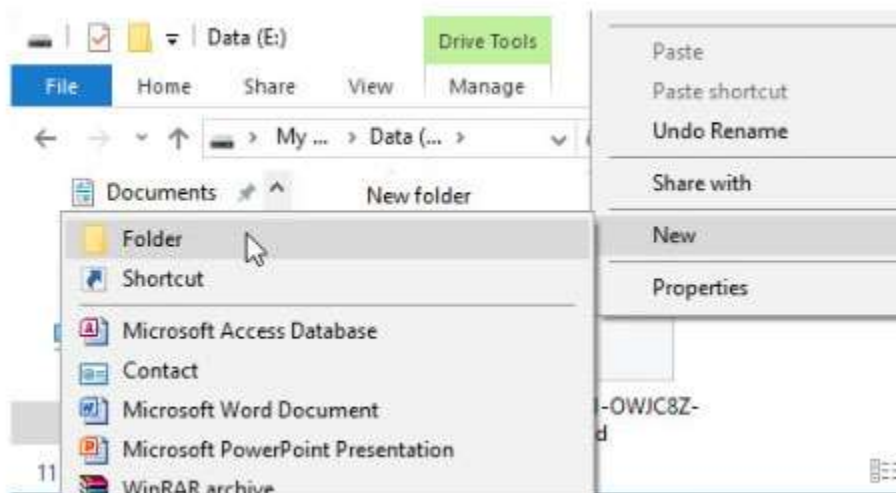 Data (E:)
Drive Tools
File Home Share View Manage
My ... Data (...
Documents
New folder
Folder
Shortcut
Microsoft Access Database
Contact
Microsoft Word Document
Microsoft PowerPoint Presentation
WinRAR archive
11
-OWJC8Z-
d
Paste
Paste shortcut
Undo Rename
Share with
New
Properties